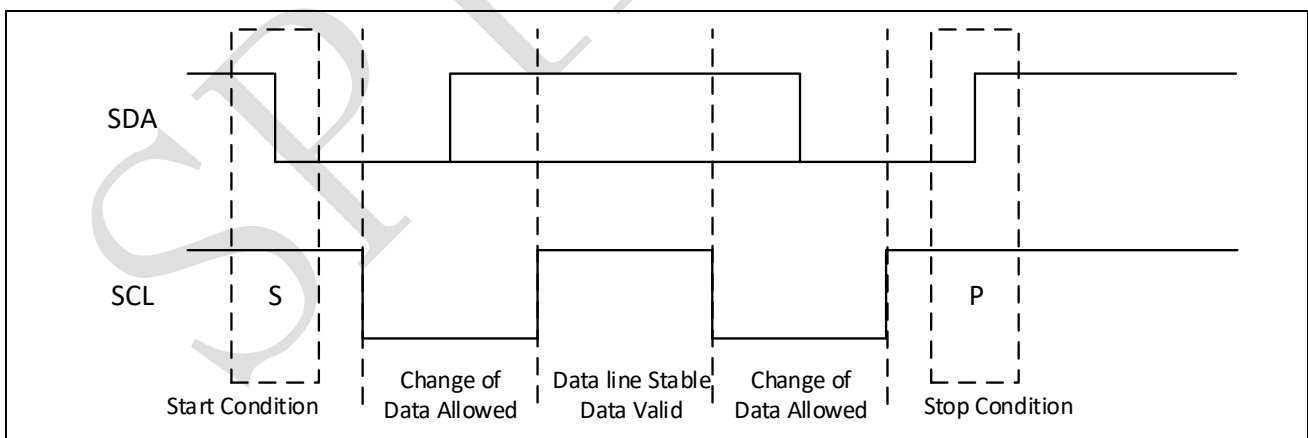 SDA
SCL
S
P
Start Condition
Change of
Data Allowed
Data line Stable
Data Valid
Change of
Data Allowed
Stop Condition